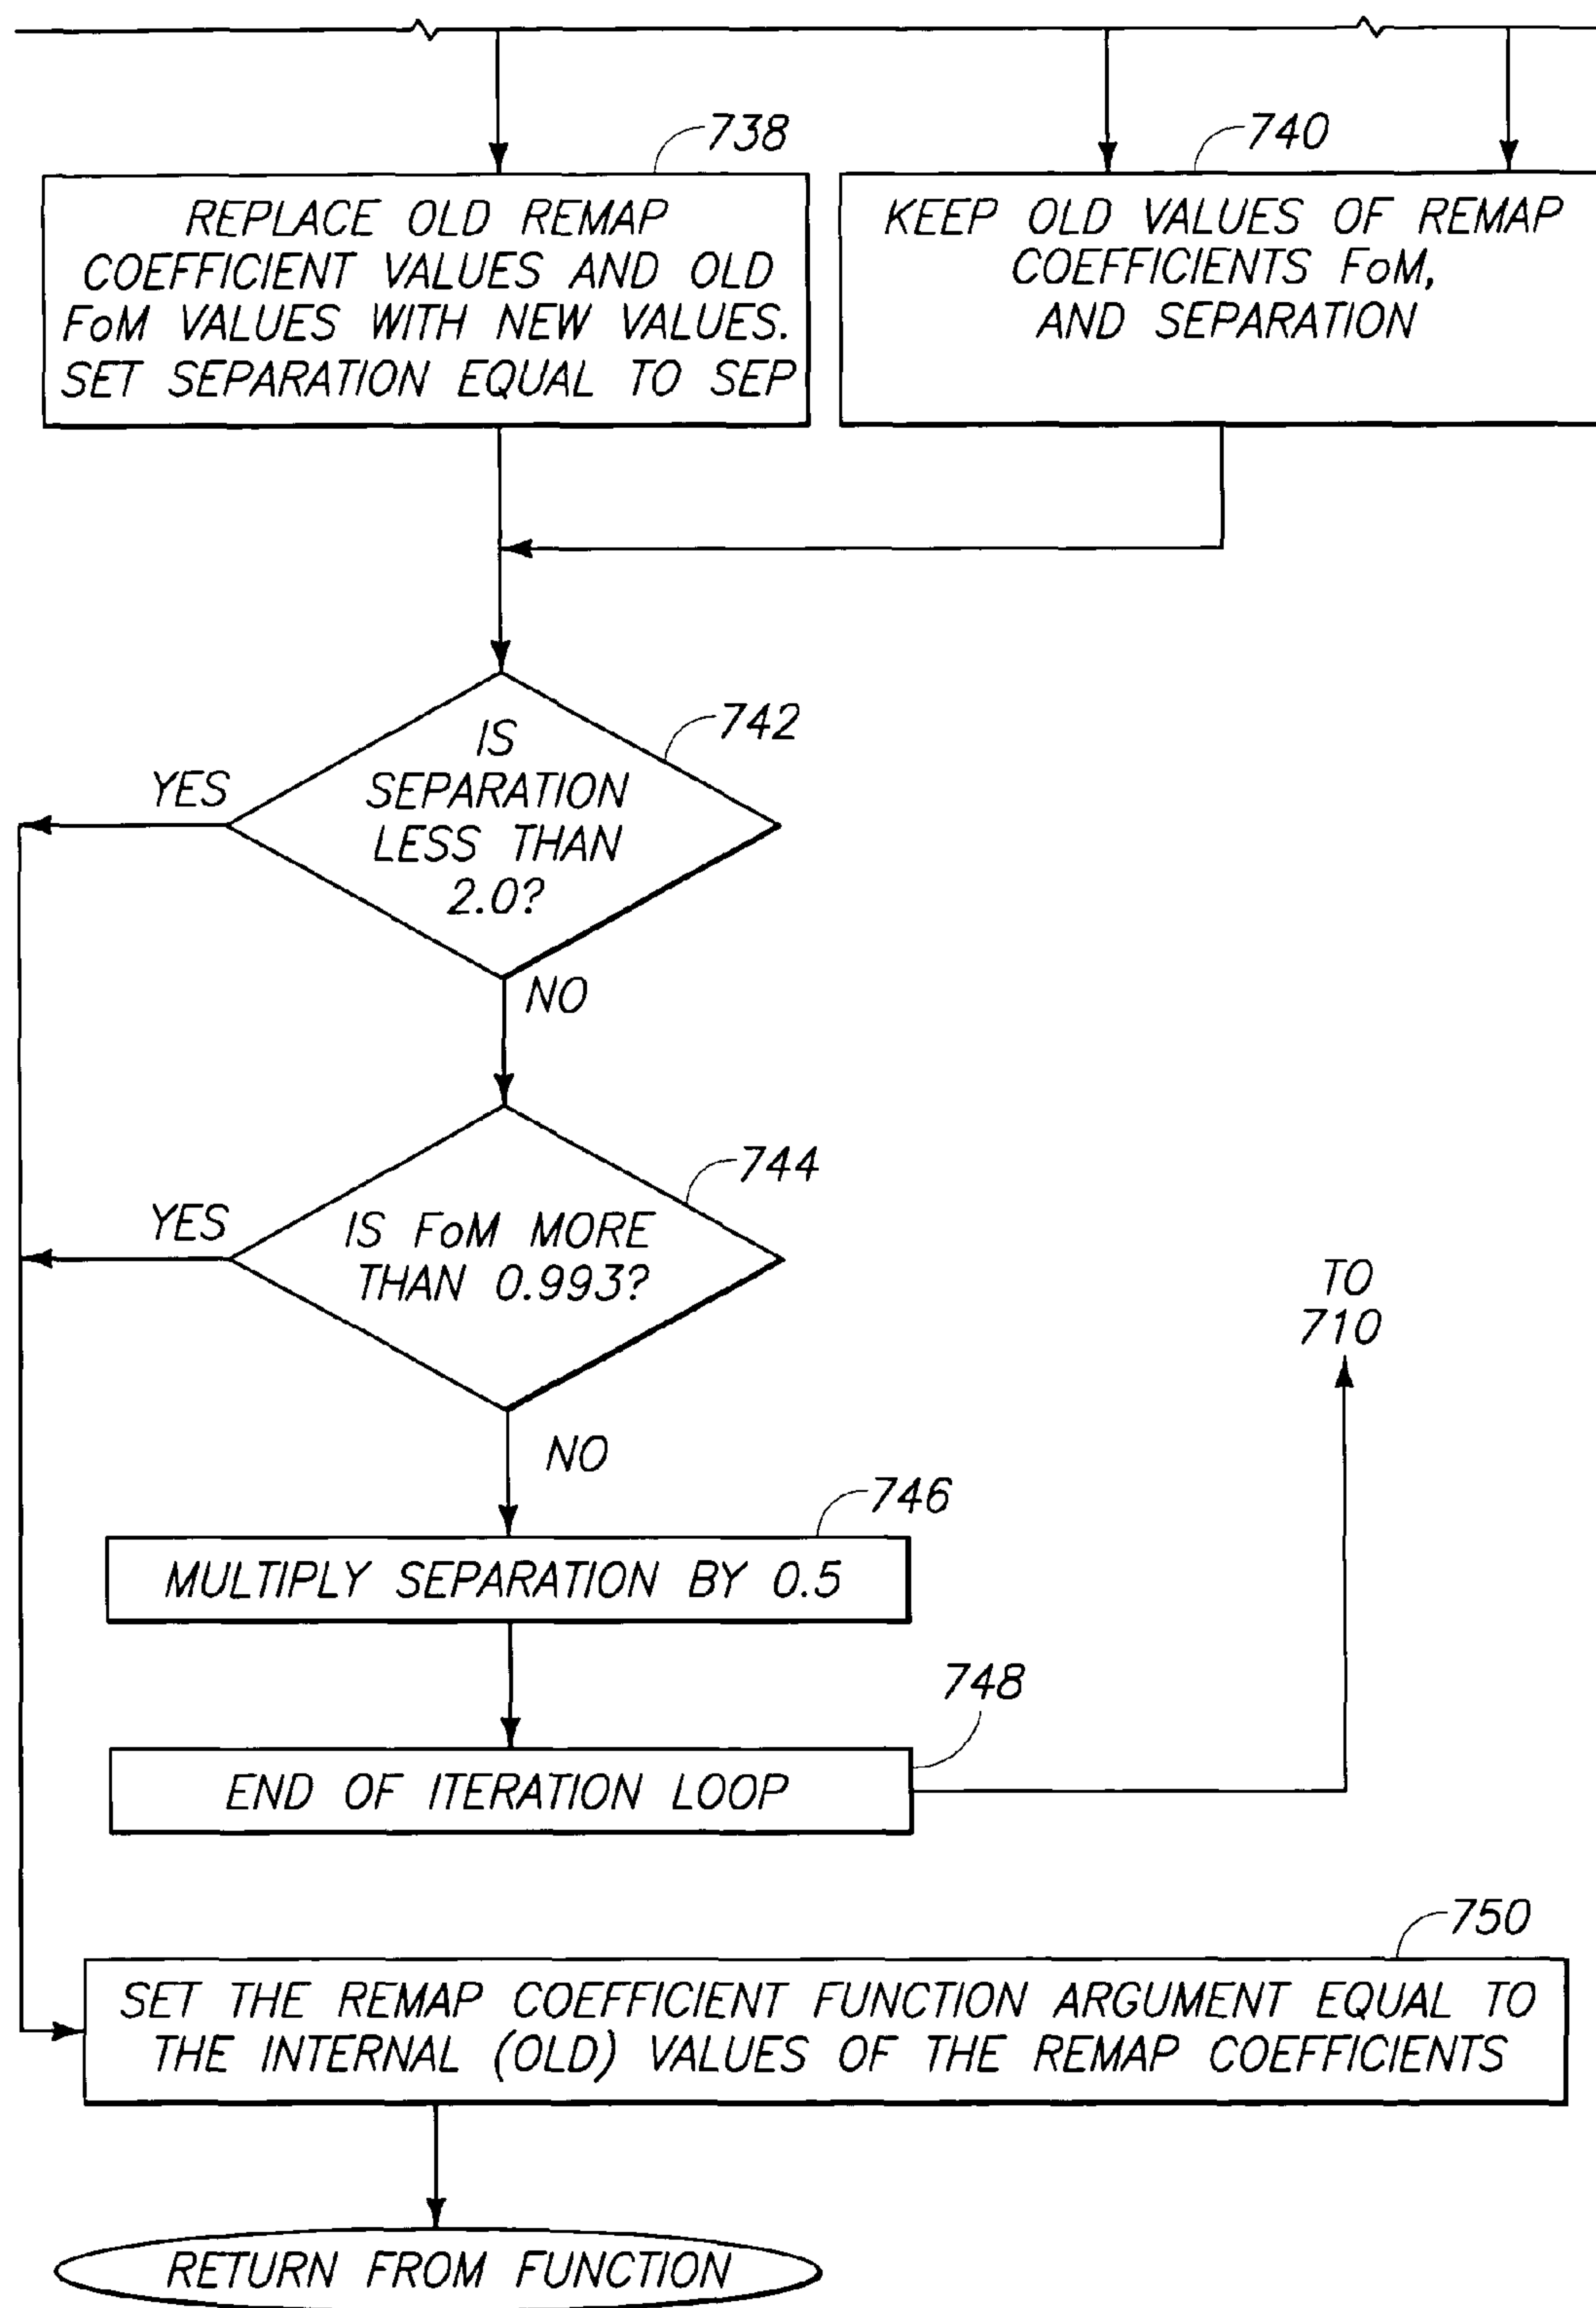 738
REPLACE OLD REMAP
COEFFICIENT VALUES AND OLD
FoM VALUES WITH NEW VALUES.
SET SEPARATION EQUAL TO SEP
740
KEEP OLD VALUES OF REMAP
COEFFICIENTS FoM,
AND SEPARATION
742
IS
SEPARATION
LESS THAN
2.0?
YES
NO
744
IS FoM MORE
THAN 0.993?
YES
NO
TO
710
746
MULTIPLY SEPARATION BY 0.5
748
END OF ITERATION LOOP
750
SET THE REMAP COEFFICIENT FUNCTION ARGUMENT EQUAL TO
THE INTERNAL (OLD) VALUES OF THE REMAP COEFFICIENTS
RETURN FROM FUNCTION